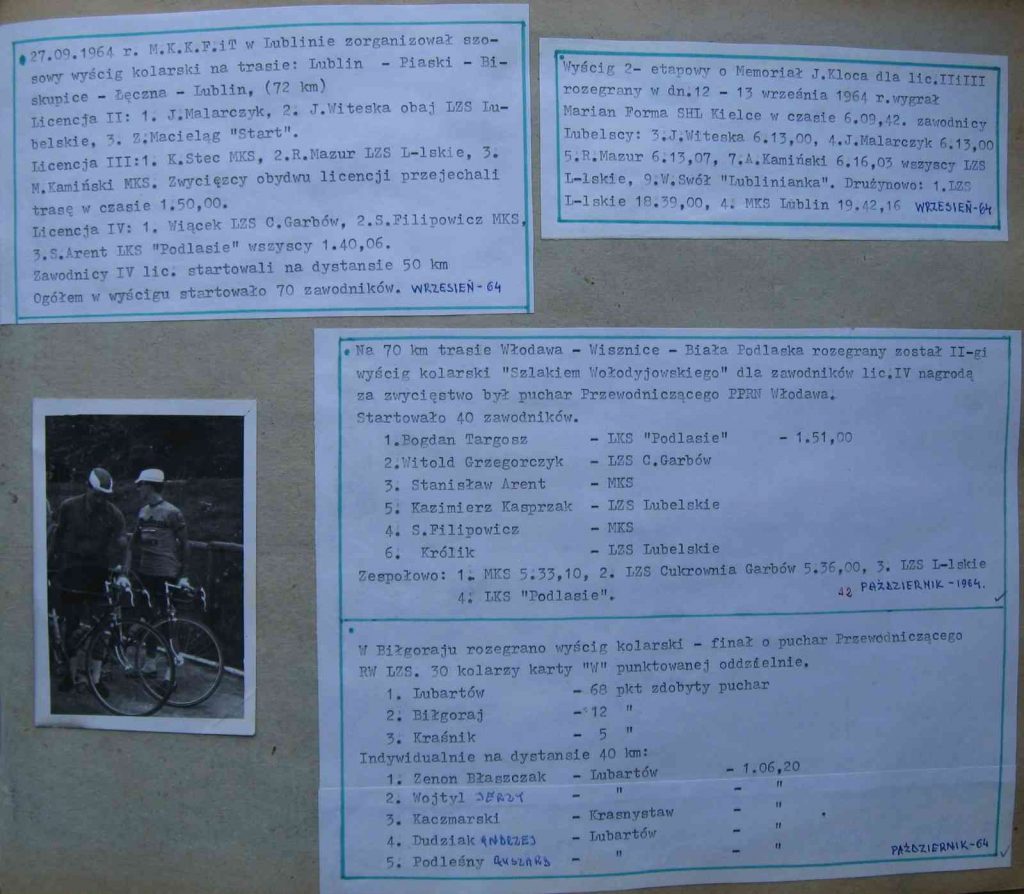 27.09.1964 r. M.K.K.F.iT w Lublinie zorganizował szo-
sowy wyścig kolarski na trasie: Lublin - Piaski - Bi-
skupice - Łęczna - Lublin, (72 km)
Licencja II: 1. J.Malarczyk, 2. J.Witeska obaj LZS Lu-
belskie, 3. Z.Macieląg "Start".
Licencja III:1. K.Stec MKS, 2.R.Mazur LZS L-lskie, 3.
M.Kamiński MKS. Zwycięzcy obydwu licencji przejechali
trasę w czasie 1.50,00.
Licencja IV: 1. Wiącek LZS C.Garbów, 2.S.Filipowicz MKS,
3.S.Arent LKS "Podlasie" wszyscy 1.40,06.
Zawodnicy IV lic. startowali na dystansie 50 km
Ogółem w wyścigu startowało 70 zawodników. WRZESIEŃ-64
Wyścig 2- etapowy o Memoriał J.Kloca dla lic.IIiIII
rozegrany w dn.12 - 13 września 1964 r.wygrał
Marian Forma SHL Kielce w czasie 6.09,42. zawodnicy
Lubelscy: 3.J.Witeska 6.13,00, 4.J.Malarczyk 6.13,00
5.R.Mazur 6.13,07, 7.A.Kamiński 6.16,03 wszyscy LZS
L-lskie, 9.W.Swół "Lublinianka". Drużynowo: 1.LZS
L-lskie 18.39,00, 4. MKS Lublin 19.42,16 WRZESIEŃ-64
Na 70 km trasie Włodawa - Wisznice - Biała Podlaska rozegrany został II-gi
wyścig kolarski "Szlakiem Wołodyjowskiego" dla zawodników lic.IV nagrodą
za zwycięstwo był puchar Przewodniczącego PPRN Włodawa.
Startowało 40 zawodników.
1.Bogdan Targosz - LKS "Podlasie" - 1.51,00
2.Witold Grzegorczyk - LZS C.Garbów
3. Stanisław Arent - MKS
5. Kazimierz Kasprzak - LZS Lubelskie
4. S.Filipowicz - MKS
6. Królik - LZS Lubelskie
Zespołowo: 1. MKS 5.33,10, 2. LZS Cukrownia Garbów 5.36,00, 3. LZS L-lskie
4. LKS "Podlasie". 42 PAŹDZIERNIK-1964.
W Biłgoraju rozegrano wyścig kolarski - finał o puchar Przewodniczącego
RW LZS. 30 kolarzy karty "W" punktowanej oddzielnie.
1. Lubartów - 68 pkt zdobyty puchar
2. Biłgoraj - 12 "
3. Kraśnik - 5 "
Indywidualnie na dystansie 40 km:
1. Zenon Błaszczak - Lubartów - 1.06,20
2. Wojtyl JERZY - " - "
3. Kaczmarski - Krasnystaw - "
4. Dudziak ANDRZEJ - Lubartów - "
5. Podleśny RYSZARD - " - " PAŹDZIERNIK-64